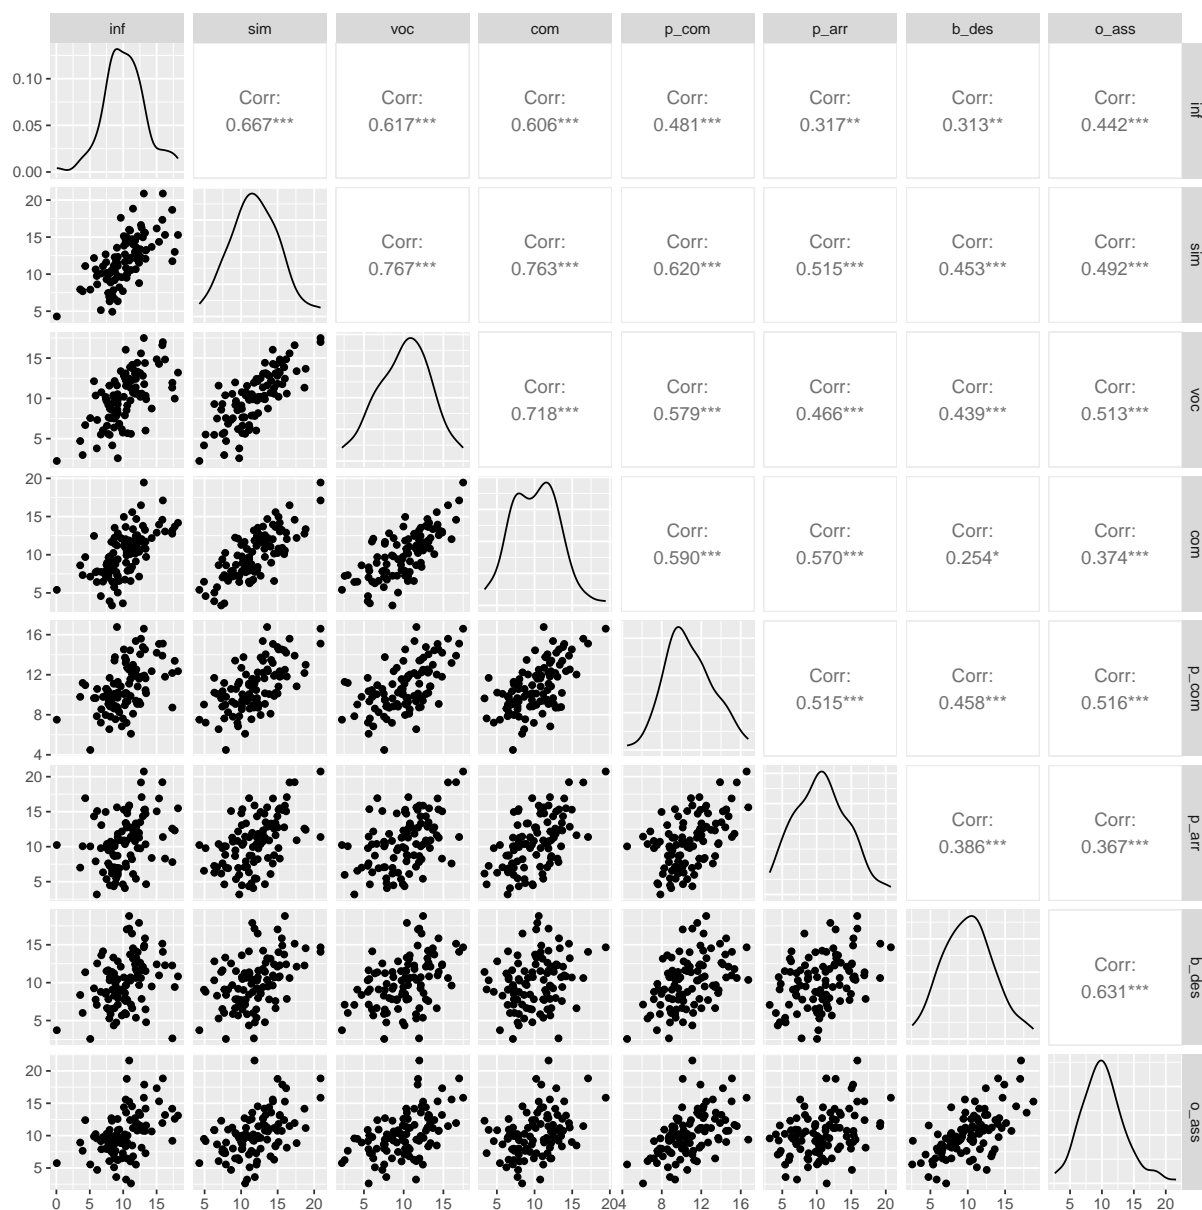 inf sim voc com p_com p_arr b_des o_ass
0.10
0.05
0.00
Corr: Corr: Corr: Corr: Corr: Corr: Corr:
0.667*** 0.617*** 0.606*** 0.481*** 0.317** 0.313** 0.442***
inf
20
15
10
5
Corr: Corr: Corr: Corr: Corr: Corr:
0.767*** 0.763*** 0.620*** 0.515*** 0.453*** 0.492***
sim
15
10
5
Corr: Corr: Corr: Corr: Corr:
0.718*** 0.579*** 0.466*** 0.439*** 0.513***
voc
20
15
10
5
Corr: Corr: Corr: Corr:
0.590*** 0.570*** 0.254* 0.374***
com
16
12
8
4
Corr: Corr: Corr:
0.515*** 0.458*** 0.516***
p_com
20
15
10
5
Corr: Corr:
0.386*** 0.367***
p_arr
15
10
5
Corr:
0.631***
b_des
20
15
10
5
o_ass
0 5 10 15 5 10 15 20 5 10 15 5 10 15 20 4 8 12 16 5 10 15 20 5 10 15 5 10 15 20